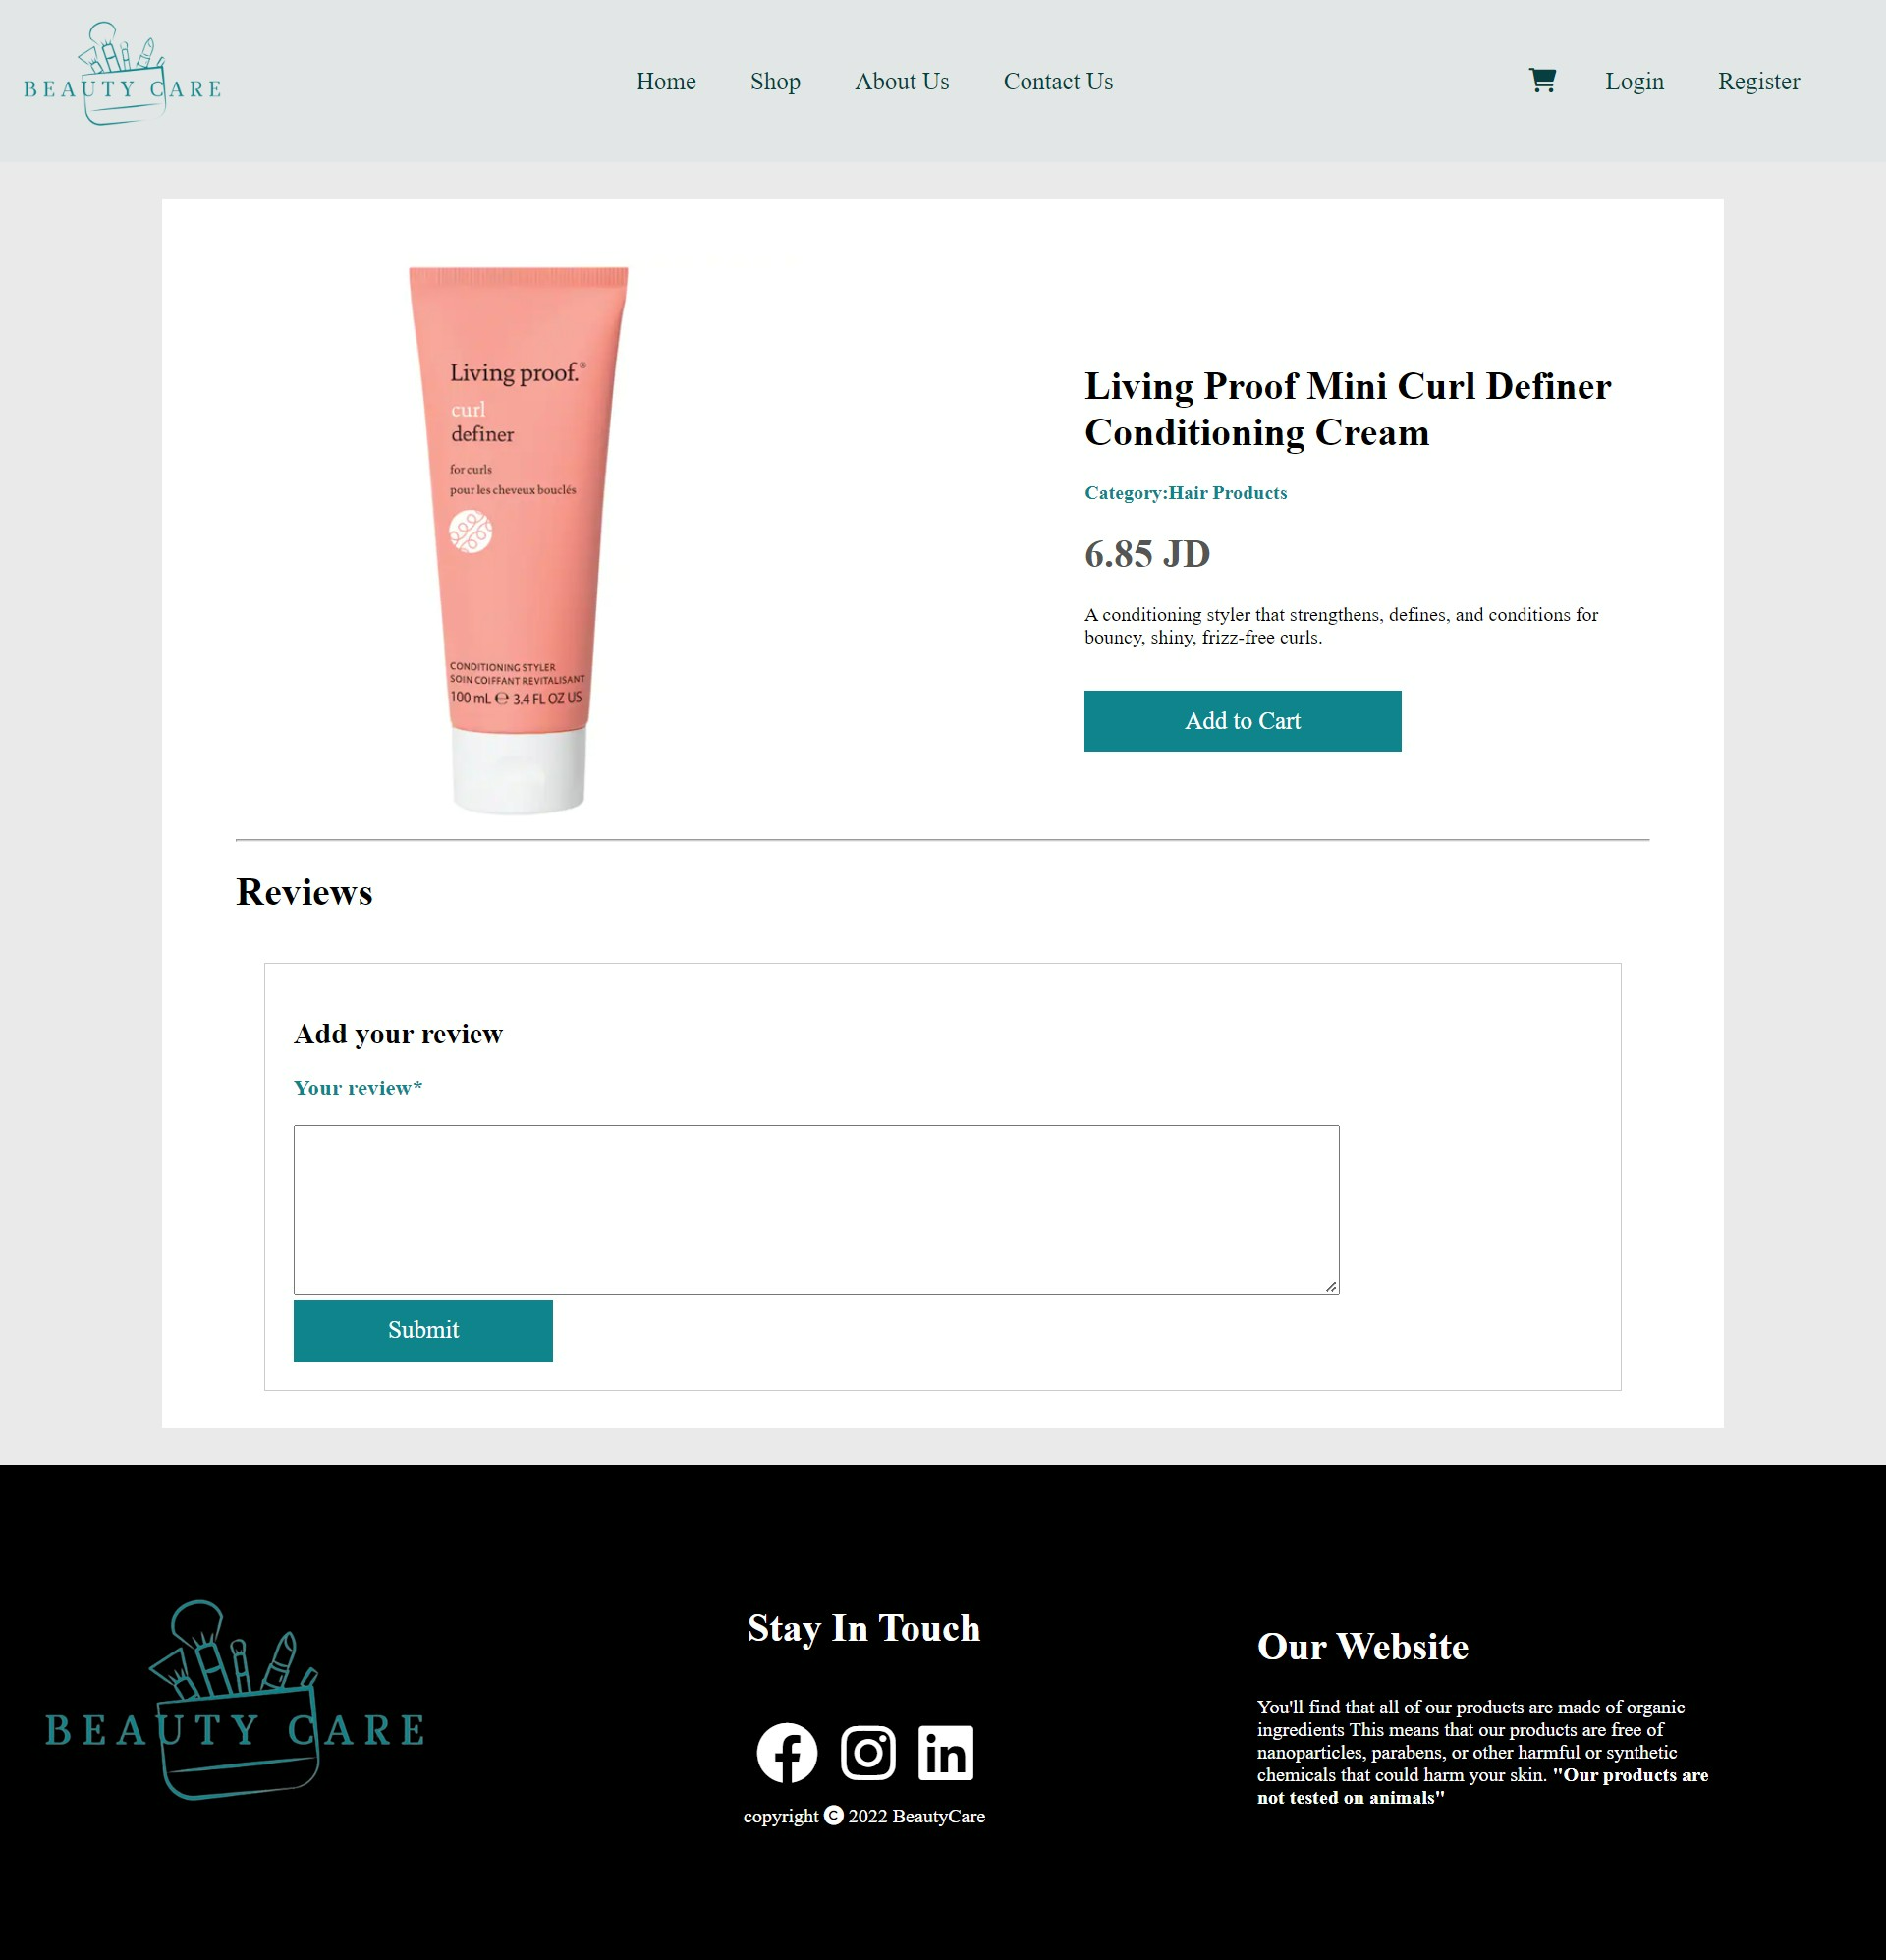 BEAUTY CARE
Home
Shop
About Us
Contact Us
Login
Register
Living proof.®
curl
definer
for curls
pour les cheveux bouclés
CONDITIONING STYLER
SOIN COIFFANT REVITALISANT
100 mL ℮ 3.4 FL OZ US
Living Proof Mini Curl Definer
Conditioning Cream
Category:Hair Products
6.85 JD
A conditioning styler that strengthens, defines, and conditions for
bouncy, shiny, frizz-free curls.
Add to Cart
Reviews
Add your review
Your review*
Submit
BEAUTY CARE
Stay In Touch
copyright © 2022 BeautyCare
Our Website
You'll find that all of our products are made of organic
ingredients This means that our products are free of
nanoparticles, parabens, or other harmful or synthetic
chemicals that could harm your skin. "Our products are
not tested on animals"